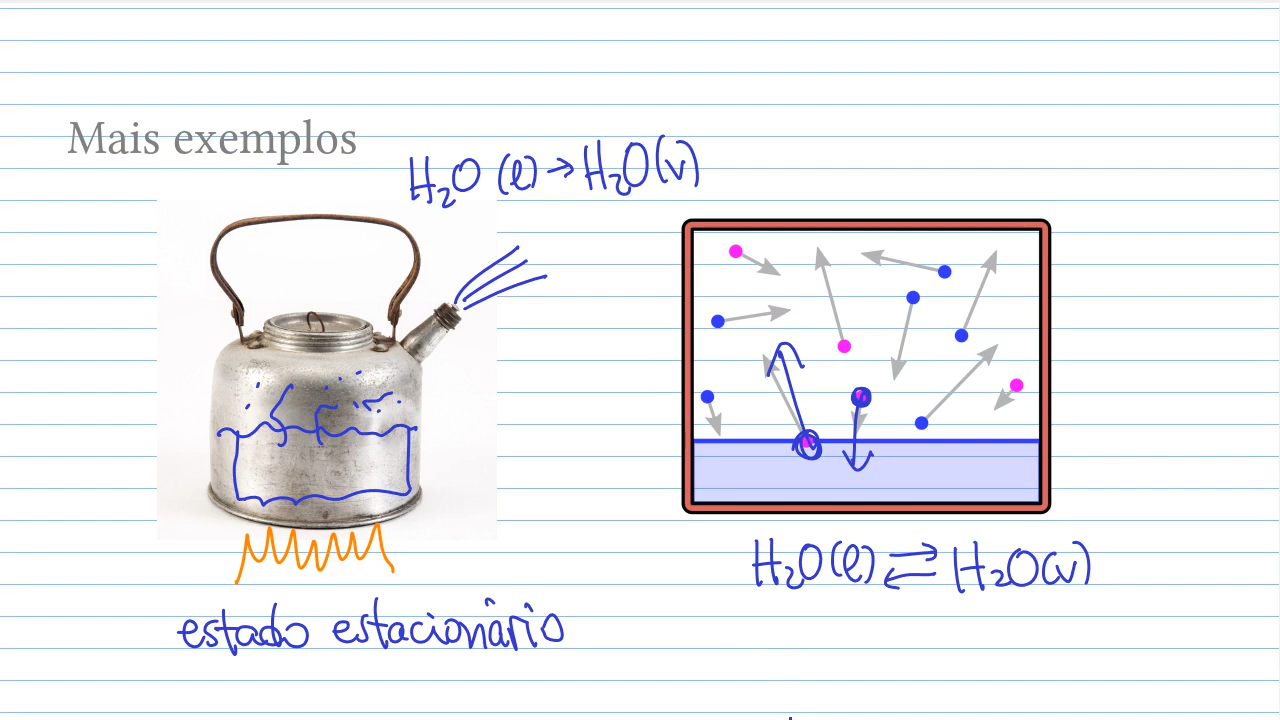 Mais exemplos
H₂O (l) → H₂O(v)
H₂O(l) ⇌ H₂O(v)
estado estacionário